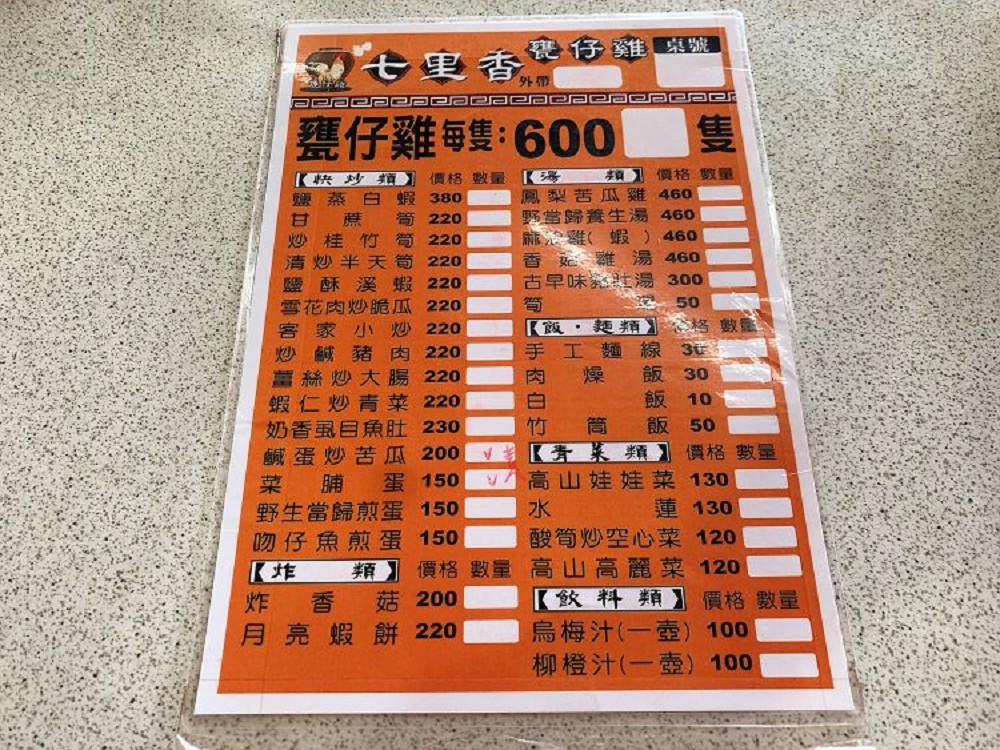 七里香 甕仔雞 桌號
外帶
甕仔雞 每隻：600 隻
【快炒類】 價格 數量
鹽蒸白蝦 380
甘蔗筍 220
炒桂竹筍 220
清炒半天筍 220
鹽酥溪蝦 220
雪花肉炒脆瓜 220
客家小炒 220
炒鹹豬肉 220
薑絲炒大腸 220
蝦仁炒青菜 220
奶香虱目魚肚 230
鹹蛋炒苦瓜 200
菜脯蛋 150
野生當歸煎蛋 150
吻仔魚煎蛋 150
【炸類】 價格 數量
炸香菇 200
月亮蝦餅 220
【湯類】 價格 數量
鳳梨苦瓜雞 460
野當歸養生湯 460
麻油雞(蝦) 460
香菇雞湯 460
古早味豬肚湯 300
筍湯 50
【飯・麵類】 價格 數量
手工麵線 30
肉燥飯 30
白飯 10
竹筒飯 50
【青菜類】 價格 數量
高山娃娃菜 130
水蓮 130
酸筍炒空心菜 120
高山高麗菜 120
【飲料類】 價格 數量
烏梅汁(一壺) 100
柳橙汁(一壺) 100